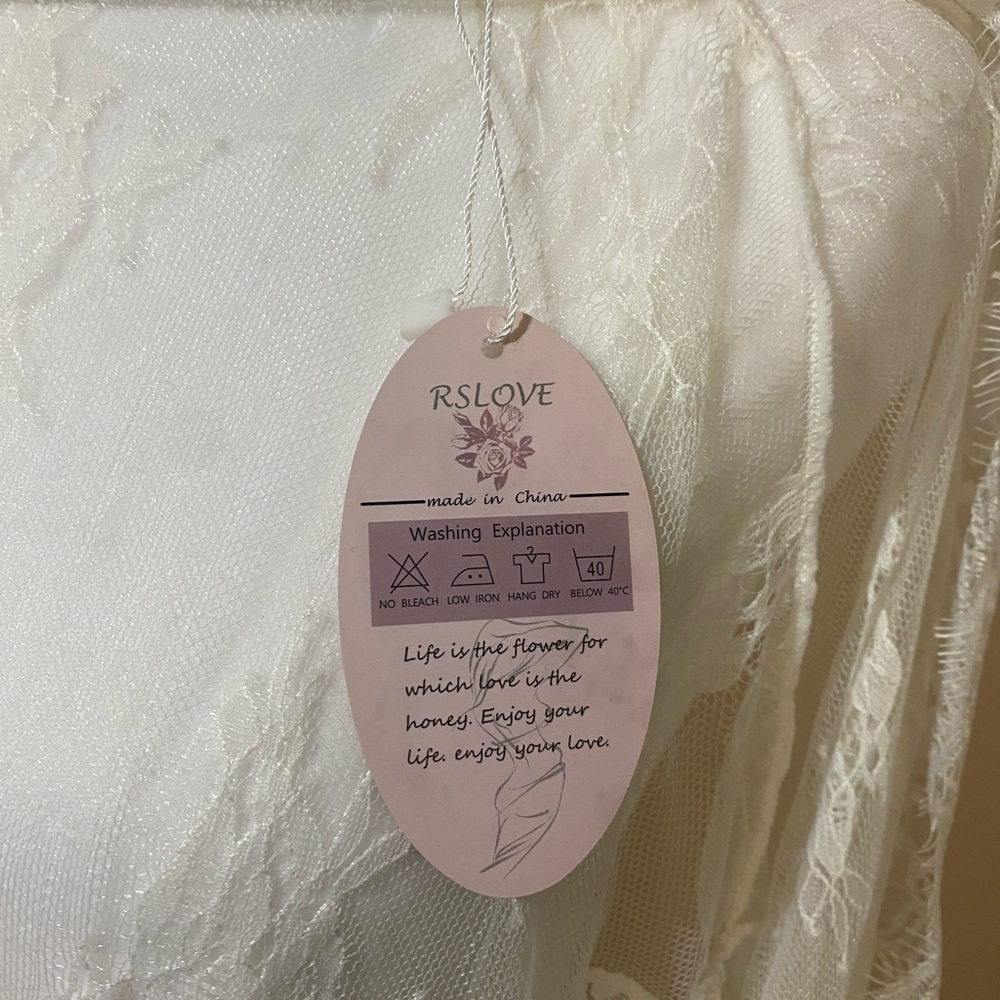 RSLOVE
made in China
Washing Explanation
2 40
NO BLEACH LOW IRON HANG DRY BELOW 40°C
Life is the flower for
which love is the
honey. Enjoy your
life. enjoy your love.